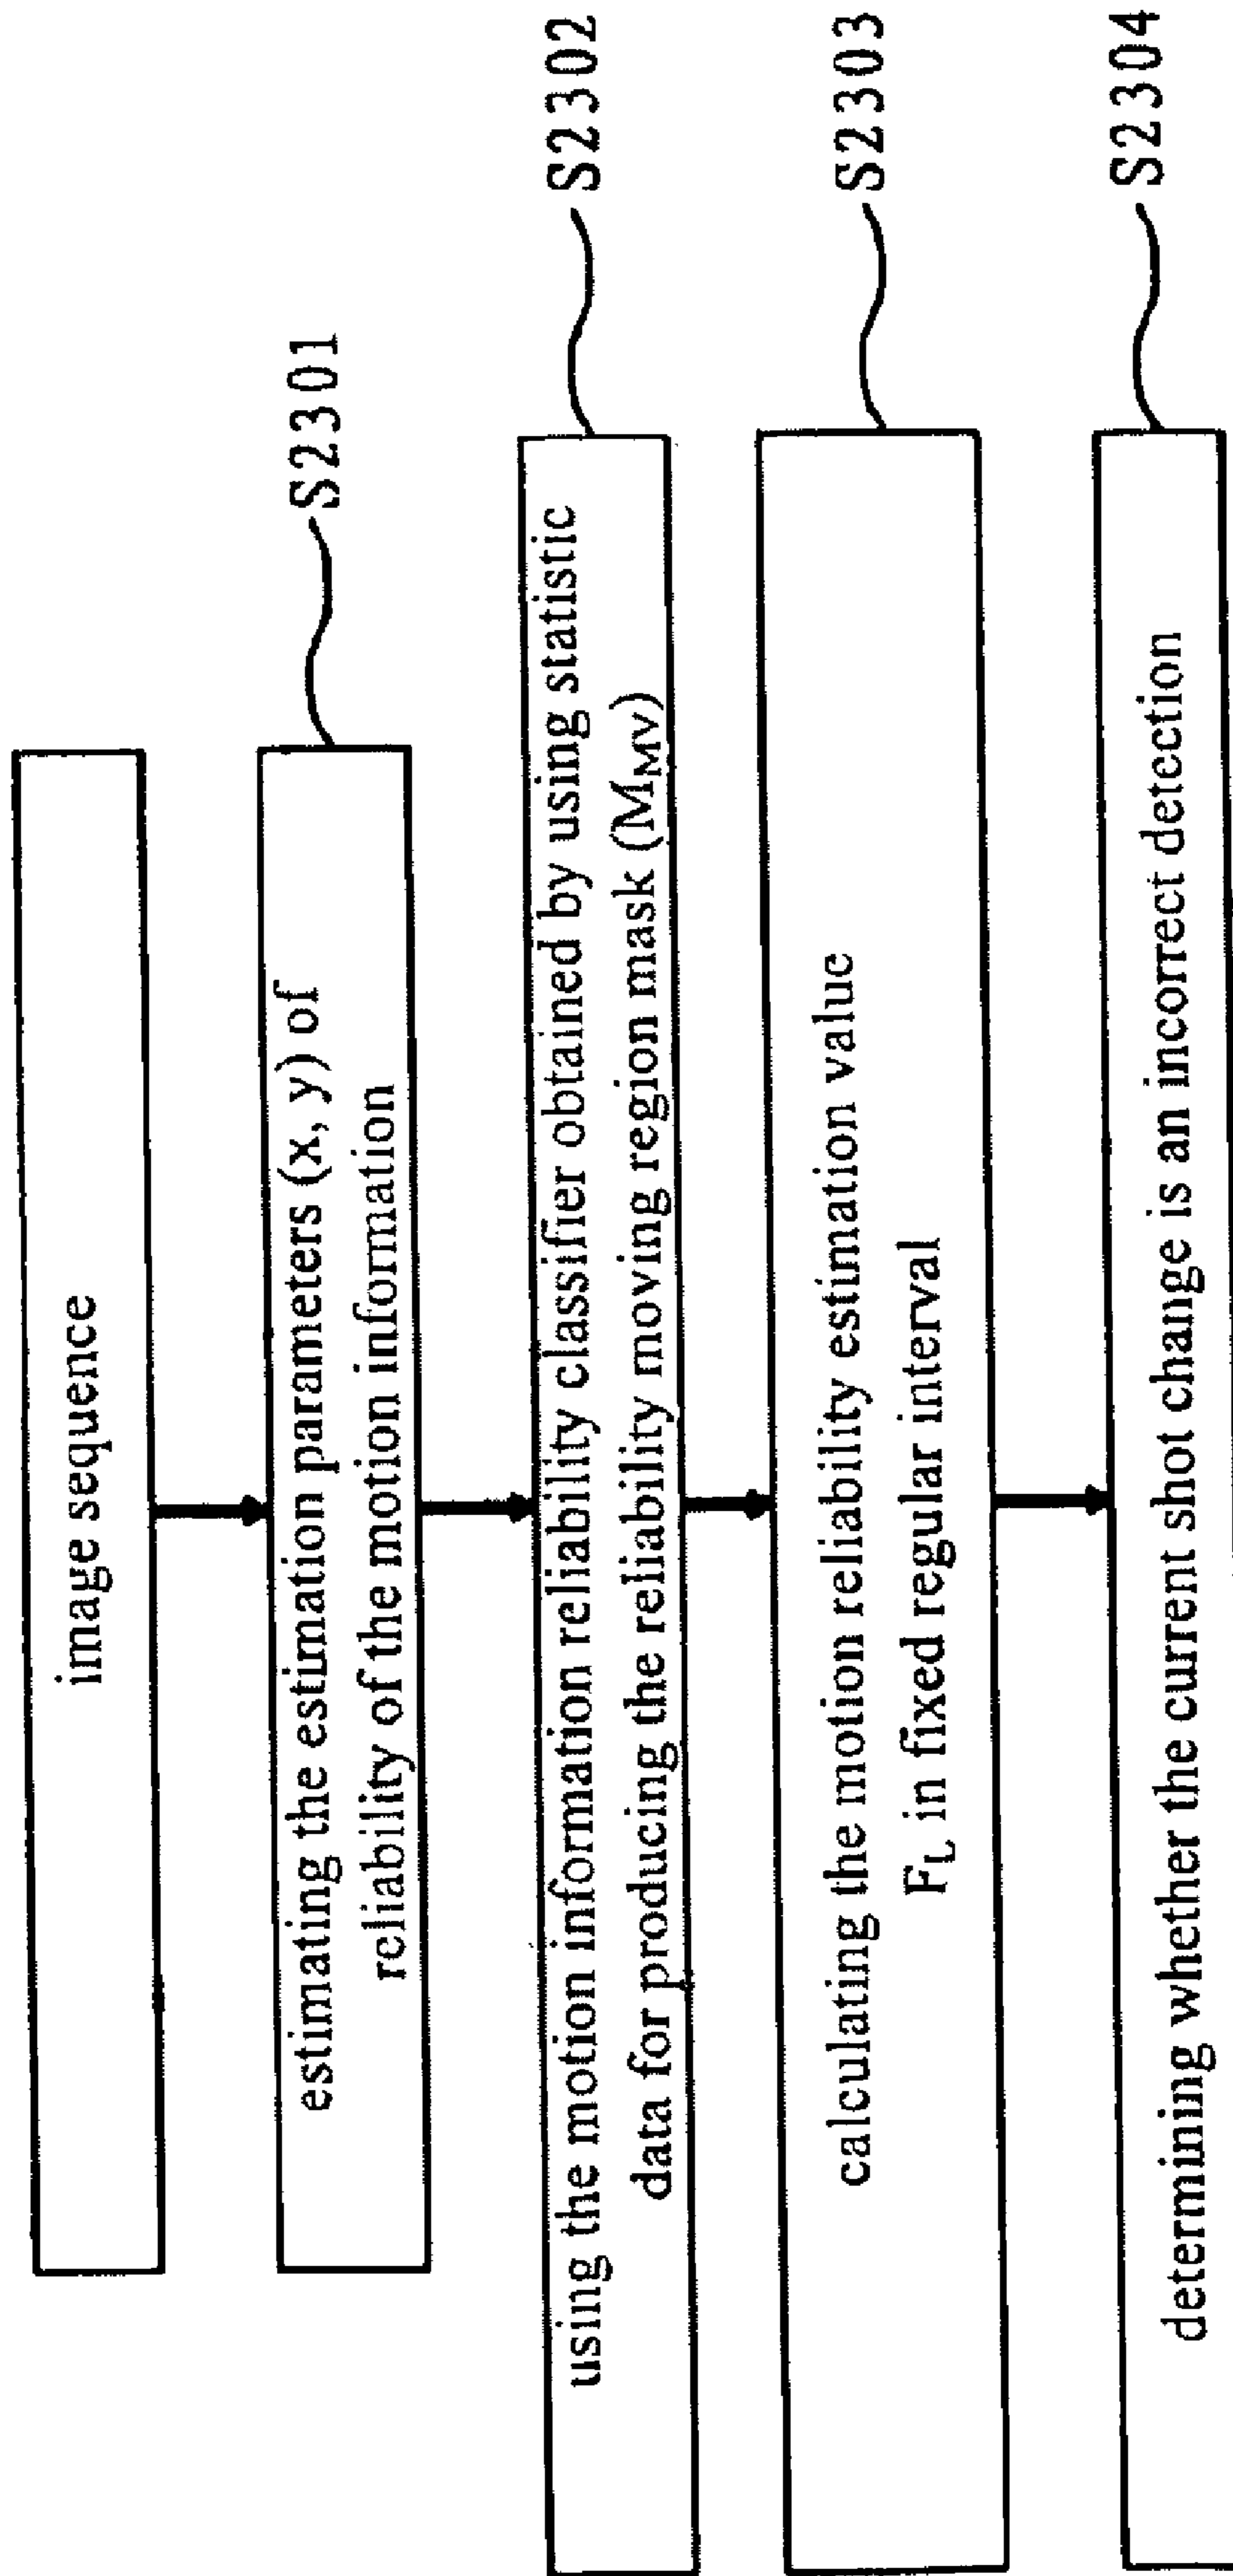 image sequence
S2301
estimating the estimation parameters (x, y) of
reliability of the motion information
S2302
using the motion information reliability classifier obtained by using statistic
data for producing the reliability moving region mask (MMV)
S2303
calculating the motion reliability estimation value
FL in fixed regular interval
S2304
determining whether the current shot change is an incorrect detection